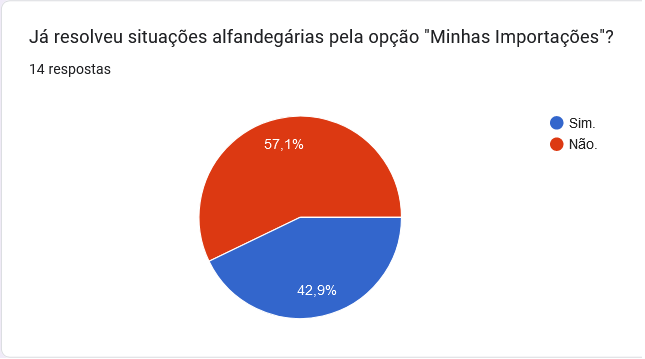 Já resolveu situações alfandegárias pela opção "Minhas Importações"?
14 respostas
Sim.
Não.
57,1%
42,9%